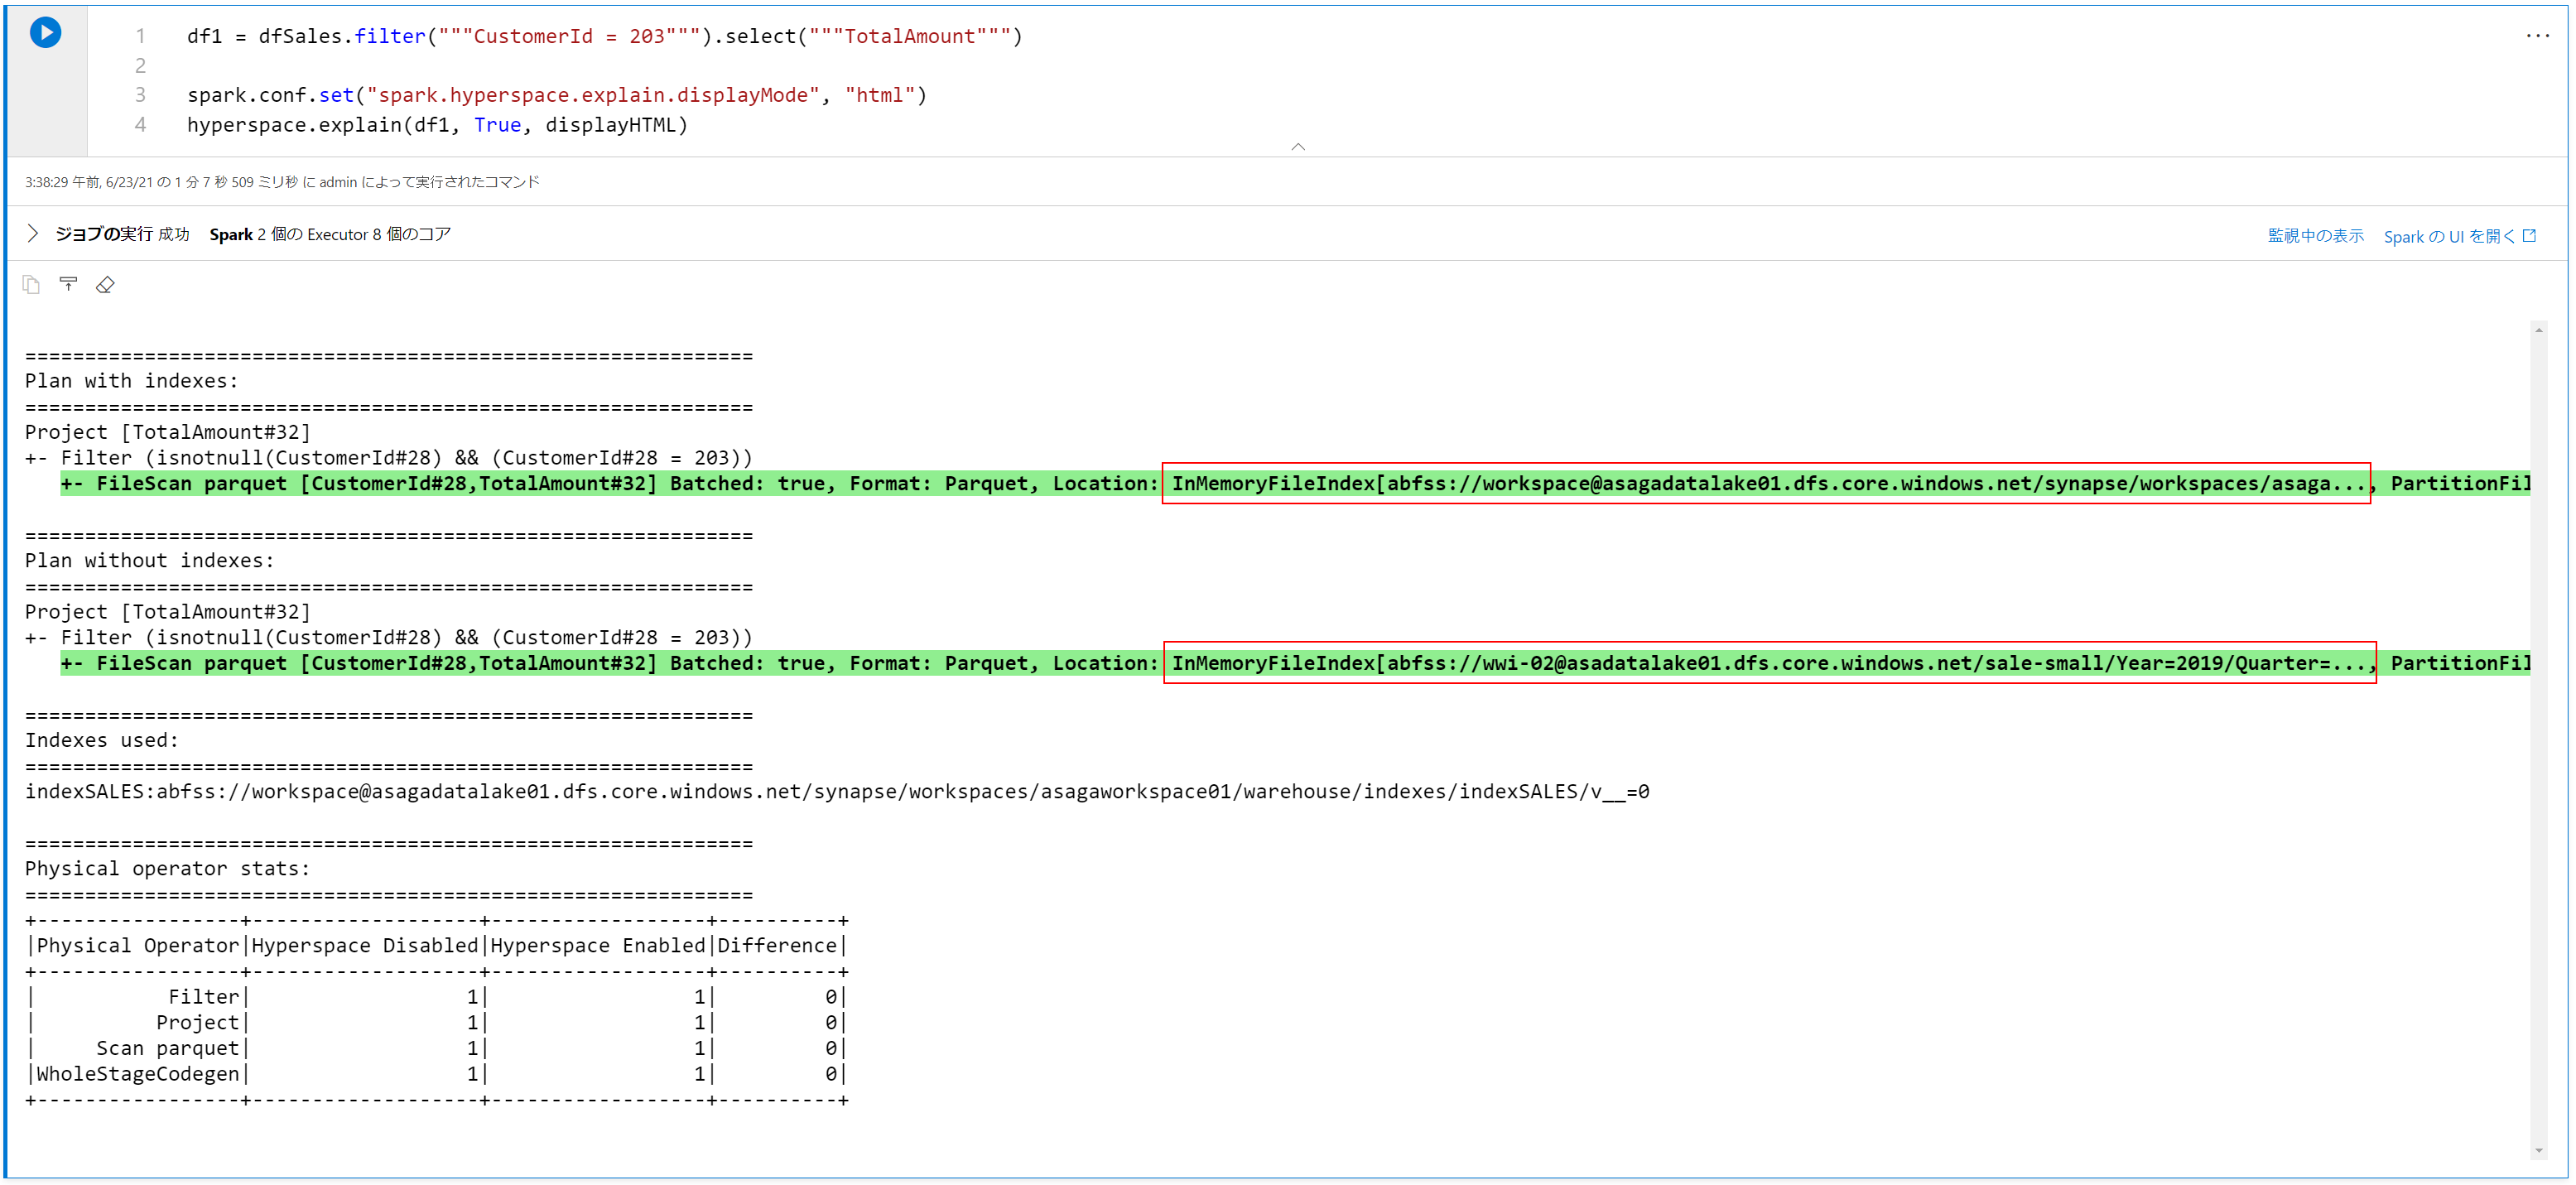 1 df1 = dfSales.filter("""CustomerId = 203""").select("""TotalAmount""")
2
3 spark.conf.set("spark.hyperspace.explain.displayMode", "html")
4 hyperspace.explain(df1, True, displayHTML)
3:38:29 午前, 6/23/21 の 1 分 7 秒 509 ミリ秒 に admin によって実行されたコマンド
ジョブの実行 成功 Spark 2 個の Executor 8 個のコア 監視中の表示 Spark の UI を開く
=============================================================
Plan with indexes:
=============================================================
Project [TotalAmount#32]
+- Filter (isnotnull(CustomerId#28) && (CustomerId#28 = 203))
   +- FileScan parquet [CustomerId#28,TotalAmount#32] Batched: true, Format: Parquet, Location: InMemoryFileIndex[abfss://workspace@asagadatalake01.dfs.core.windows.net/synapse/workspaces/asaga..., PartitionFil
=============================================================
Plan without indexes:
=============================================================
Project [TotalAmount#32]
+- Filter (isnotnull(CustomerId#28) && (CustomerId#28 = 203))
   +- FileScan parquet [CustomerId#28,TotalAmount#32] Batched: true, Format: Parquet, Location: InMemoryFileIndex[abfss://wwi-02@asadatalake01.dfs.core.windows.net/sale-small/Year=2019/Quarter=..., PartitionFil
=============================================================
Indexes used:
=============================================================
indexSALES:abfss://workspace@asagadatalake01.dfs.core.windows.net/synapse/workspaces/asagaworkspace01/warehouse/indexes/indexSALES/v__=0
=============================================================
Physical operator stats:
=============================================================
+-----------------+-------------------+------------------+----------+
|Physical Operator|Hyperspace Disabled|Hyperspace Enabled|Difference|
+-----------------+-------------------+------------------+----------+
|           Filter|                  1|                 1|         0|
|          Project|                  1|                 1|         0|
|     Scan parquet|                  1|                 1|         0|
|WholeStageCodegen|                  1|                 1|         0|
+-----------------+-------------------+------------------+----------+